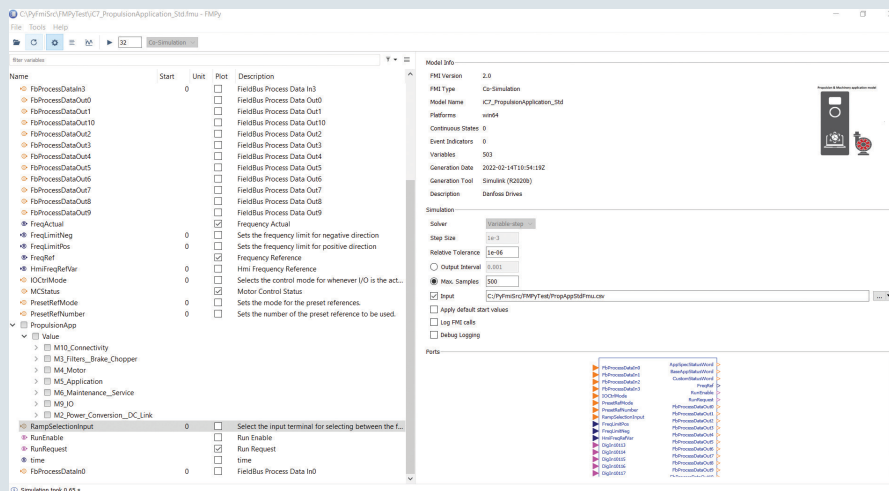 C:\PyFmiSrc\FMPyTest\iC7_PropulsionApplication_Std.fmu - FMPy
File Tools Help
32 Co-Simulation
filter variables
Name Start Unit Plot Description
FbProcessDataIn3 0 FieldBus Process Data In3
FbProcessDataOut0 FieldBus Process Data Out0
FbProcessDataOut1 FieldBus Process Data Out1
FbProcessDataOut10 FieldBus Process Data Out10
FbProcessDataOut2 FieldBus Process Data Out2
FbProcessDataOut3 FieldBus Process Data Out3
FbProcessDataOut4 FieldBus Process Data Out4
FbProcessDataOut5 FieldBus Process Data Out5
FbProcessDataOut6 FieldBus Process Data Out6
FbProcessDataOut7 FieldBus Process Data Out7
FbProcessDataOut8 FieldBus Process Data Out8
FbProcessDataOut9 FieldBus Process Data Out9
FreqActual Frequency Actual
FreqLimitNeg 0 Sets the frequency limit for negative direction
FreqLimitPos 0 Sets the frequency limit for positive direction
FreqRef Frequency Reference
HmiFreqRefVar 0 Hmi Frequency Reference
IOCtrlMode 0 Selects the control mode for whenever I/O is the act...
MCStatus Motor Control Status
PresetRefMode 0 Sets the mode for the preset references.
PresetRefNumber 0 Sets the number of the preset reference to be used.
PropulsionApp
Value
M10_Connectivity
M3_Filters__Brake_Chopper
M4_Motor
M5_Application
M6_Maintenance__Service
M9_IO
M2_Power_Conversion__DC_Link
RampSelectionInput 0 Select the input terminal for selecting between the f...
RunEnable Run Enable
RunRequest Run Request
time time
FbProcessDataIn0 0 FieldBus Process Data In0
Simulation took 0.65 s
Model Info
FMI Version 2.0
FMI Type Co-Simulation
Model Name iC7_PropulsionApplication_Std
Platforms win64
Continuous States 0
Event Indicators 0
Variables 503
Generation Date 2022-02-14T10:54:19Z
Generation Tool Simulink (R2020b)
Description Danfoss Drives
Propulsion & Machinery application model
Simulation
Solver Variable-step
Step Size 1e-3
Relative Tolerance 1e-06
Output Interval 0.001
Max. Samples 500
Input C:/PyFmiSrc/FMPyTest/PropAppStdFmu.csv ...
Apply default start values
Log FMI calls
Debug Logging
Ports
FbProcessDataIn0
FbProcessDataIn1
FbProcessDataIn2
FbProcessDataIn3
IOCtrlMode
PresetRefMode
PresetRefNumber
RampSelectionInput
FreqLimitPos
FreqLimitNeg
HmiFreqRefVar
DigIn10113
DigIn10114
DigIn10115
DigIn10116
DigIn10117
AppSpecStatusWord
BaseAppStatusWord
CustomStatusWord
FreqRef
RunEnable
RunRequest
FbProcessDataOut0
FbProcessDataOut1
FbProcessDataOut2
FbProcessDataOut3
FbProcessDataOut4
FbProcessDataOut5
FbProcessDataOut6
FbProcessDataOut7
FbProcessDataOut8